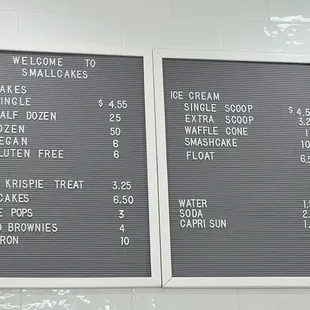 WELCOME TO
SMALLCAKES
AKES
INGLE $ 4.55
ALF DOZEN 25
OZEN 50
EGAN 6
LUTEN FREE 6
KRISPIE TREAT 3.25
CAKES 6.50
E POPS 3
D BROWNIES 4
RON 10
ICE CREAM
SINGLE SCOOP $ 4.5
EXTRA SCOOP 3.2
WAFFLE CONE 1
SMASHCAKE 10
FLOAT 6.5
WATER 1.
SODA 2.
CAPRI SUN 1.